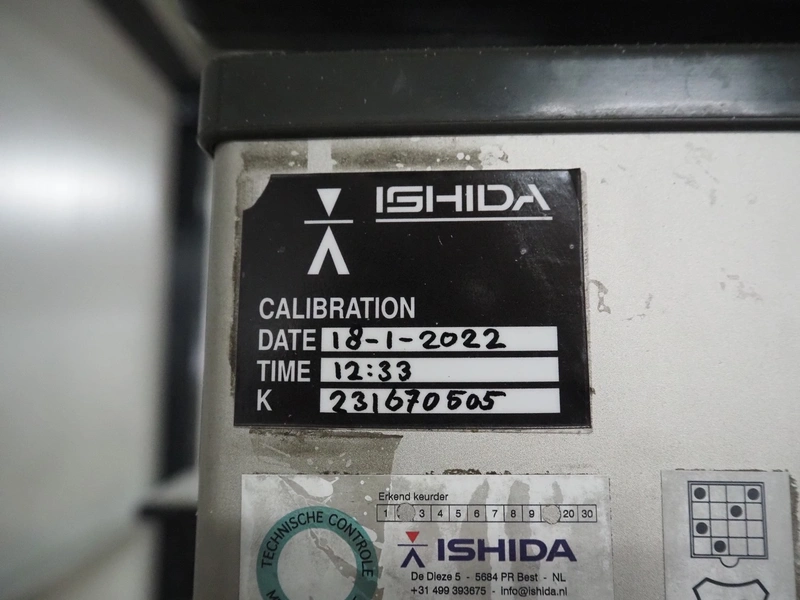 ISHIDA
CALIBRATION
DATE 18-1-2022
TIME 12:33
K 231670505
Erkend keurder
1 3 4 5 6 7 8 9 20 30
TECHNISCHE CONTROLE
ISHIDA
De Dieze 5 - 5684 PR Best - NL
+31 499 393675 - info@ishida.nl